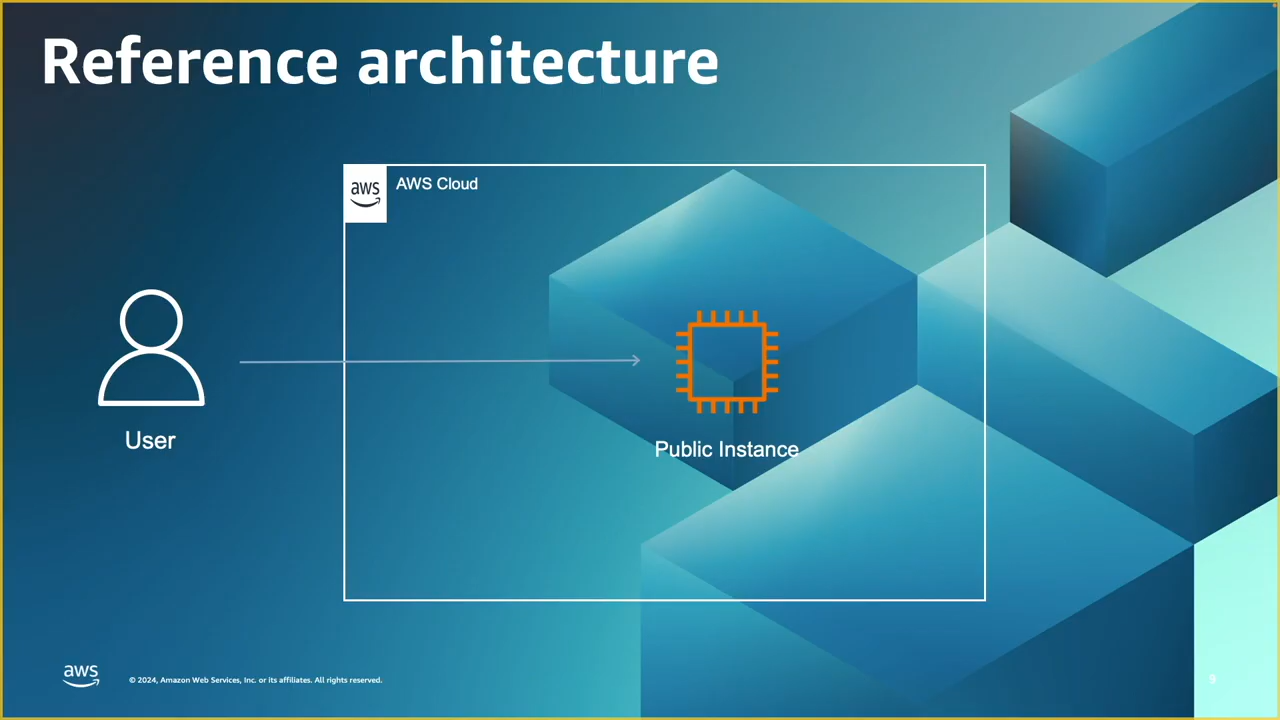 Reference architecture
aws
AWS Cloud
User
Public Instance
aws
© 2024, Amazon Web Services, Inc. or its affiliates. All rights reserved.
9